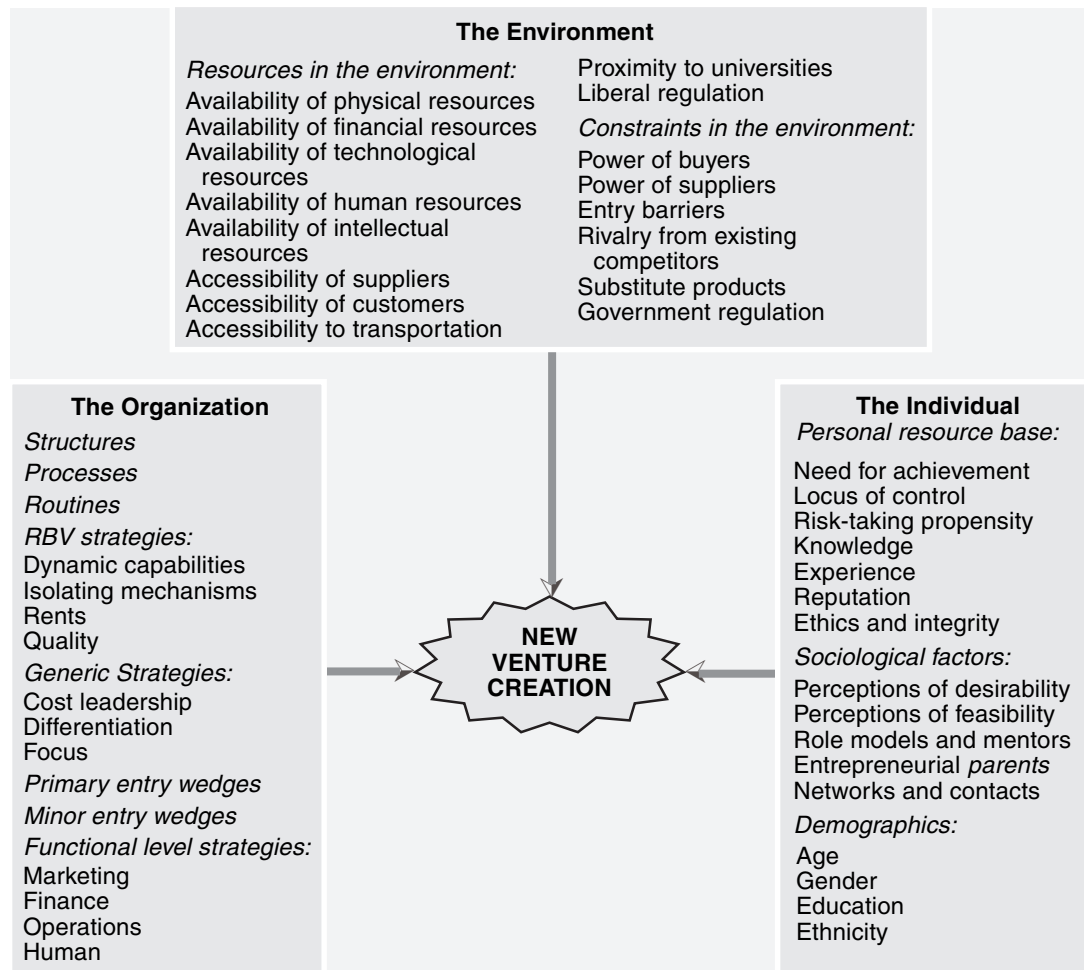 The Environment
Resources in the environment:
Availability of physical resources
Availability of financial resources
Availability of technological
resources
Availability of human resources
Availability of intellectual
resources
Accessibility of suppliers
Accessibility of customers
Accessibility to transportation
Proximity to universities
Liberal regulation
Constraints in the environment:
Power of buyers
Power of suppliers
Entry barriers
Rivalry from existing
competitors
Substitute products
Government regulation
The Organization
Structures
Processes
Routines
RBV strategies:
Dynamic capabilities
Isolating mechanisms
Rents
Quality
Generic Strategies:
Cost leadership
Differentiation
Focus
Primary entry wedges
Minor entry wedges
Functional level strategies:
Marketing
Finance
Operations
Human
NEW
VENTURE
CREATION
The Individual
Personal resource base:
Need for achievement
Locus of control
Risk-taking propensity
Knowledge
Experience
Reputation
Ethics and integrity
Sociological factors:
Perceptions of desirability
Perceptions of feasibility
Role models and mentors
Entrepreneurial parents
Networks and contacts
Demographics:
Age
Gender
Education
Ethnicity